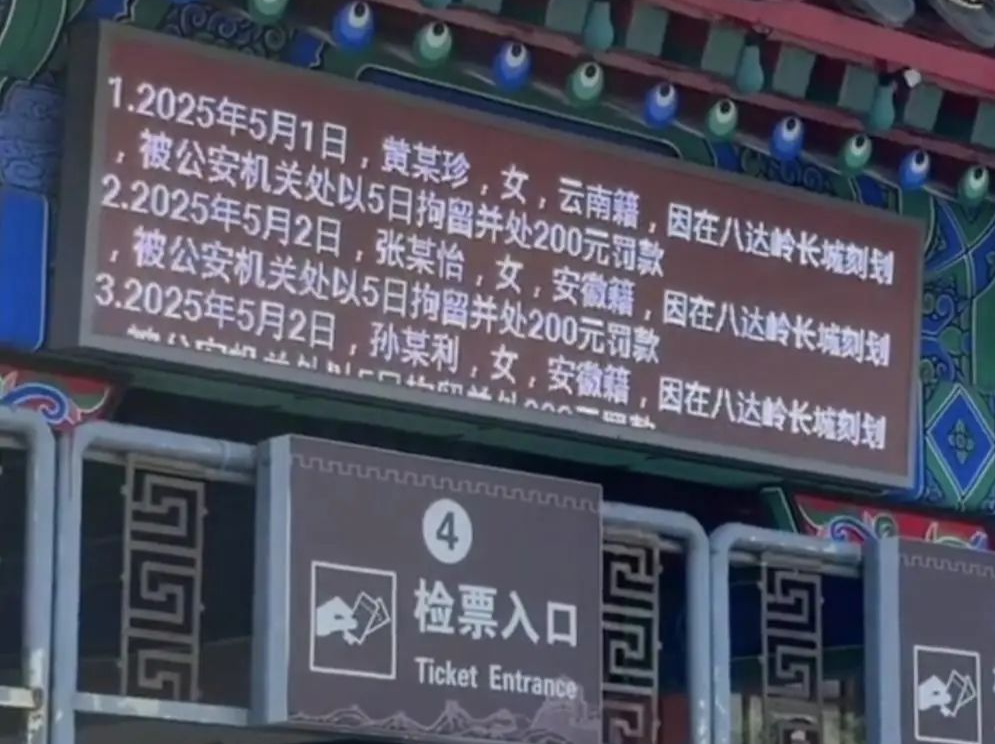 1.2025年5月1日，黄某珍，女，云南籍，因在八达岭长城刻划
，被公安机关处以5日拘留并处200元罚款
2.2025年5月2日，张某怡，女，安徽籍，因在八达岭长城刻划
，被公安机关处以5日拘留并处200元罚款
3.2025年5月2日，孙某利，女，安徽籍，因在八达岭长城刻划
4
检票入口
Ticket Entrance